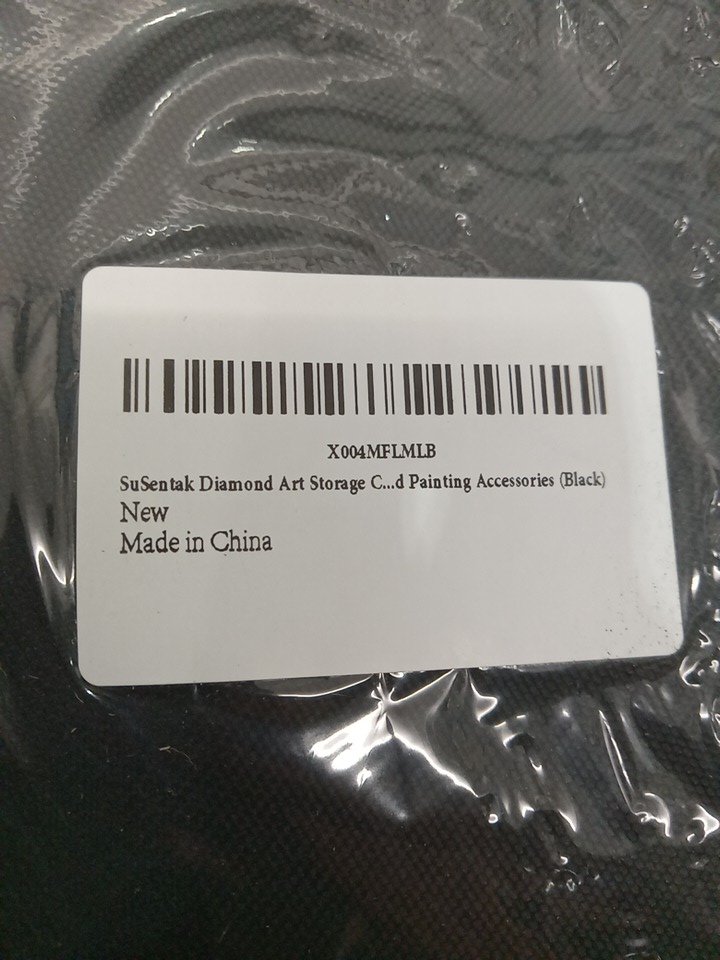 X004MFLMLB
SuSentak Diamond Art Storage C...d Painting Accessories (Black)
New
Made in China